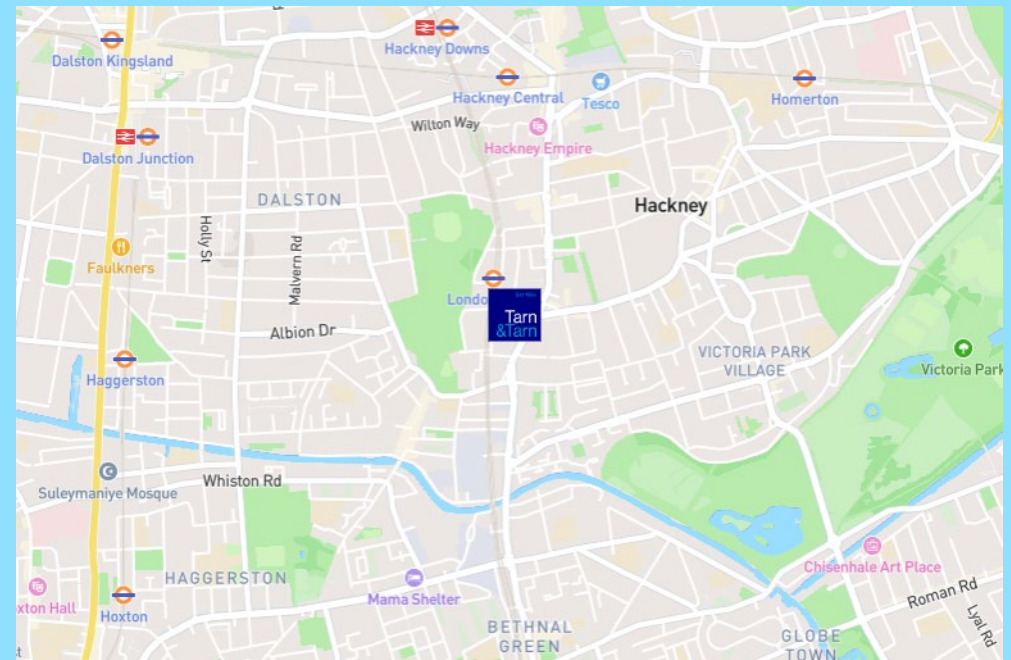 Hackney Downs
Dalston Kingsland
Hackney Central
Tesco
Homerton
Wilton Way
Hackney Empire
Dalston Junction
DALSTON
Hackney
Holly St
Malvern Rd
Faulkners
Londo
Tarn
&Tarn
Albion Dr
VICTORIA PARK
VILLAGE
Victoria Park
Haggerston
Whiston Rd
Suleymaniye Mosque
HAGGERSTON
Mama Shelter
Chisenhale Art Place
Roman Rd
Lyal Rd
xton Hall
Hoxton
BETHNAL
GREEN
GLOBE
TOWN